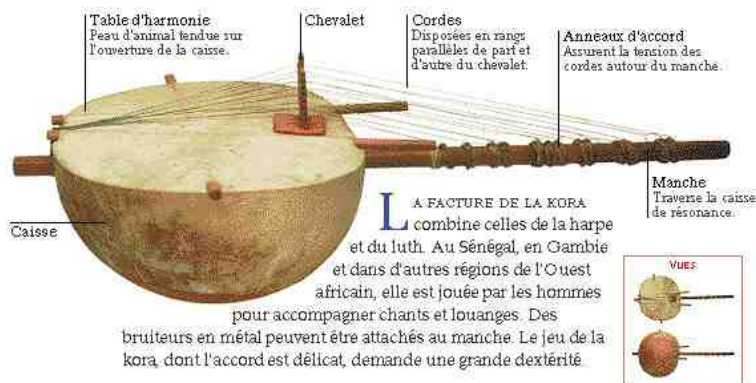 Table d'harmonie
Peau d'animal tendue sur
l'ouverture de la caisse.
Chevalet
Cordes
Disposées en rangs
parallèles de part et
d'autre du chevalet.
Anneaux d'accord
Assurent la tension des
cordes autour du manche.
Manche
Traverse la caisse
de résonance.
Caisse
LA FACTURE DE LA KORA
combine celles de la harpe
et du luth. Au Sénégal, en Gambie
et dans d'autres régions de l'Ouest
africain, elle est jouée par les hommes
pour accompagner chants et louanges. Des
bruiteurs en métal peuvent être attachés au manche. Le jeu de la
kora, dont l'accord est délicat, demande une grande dextérité.
VUES